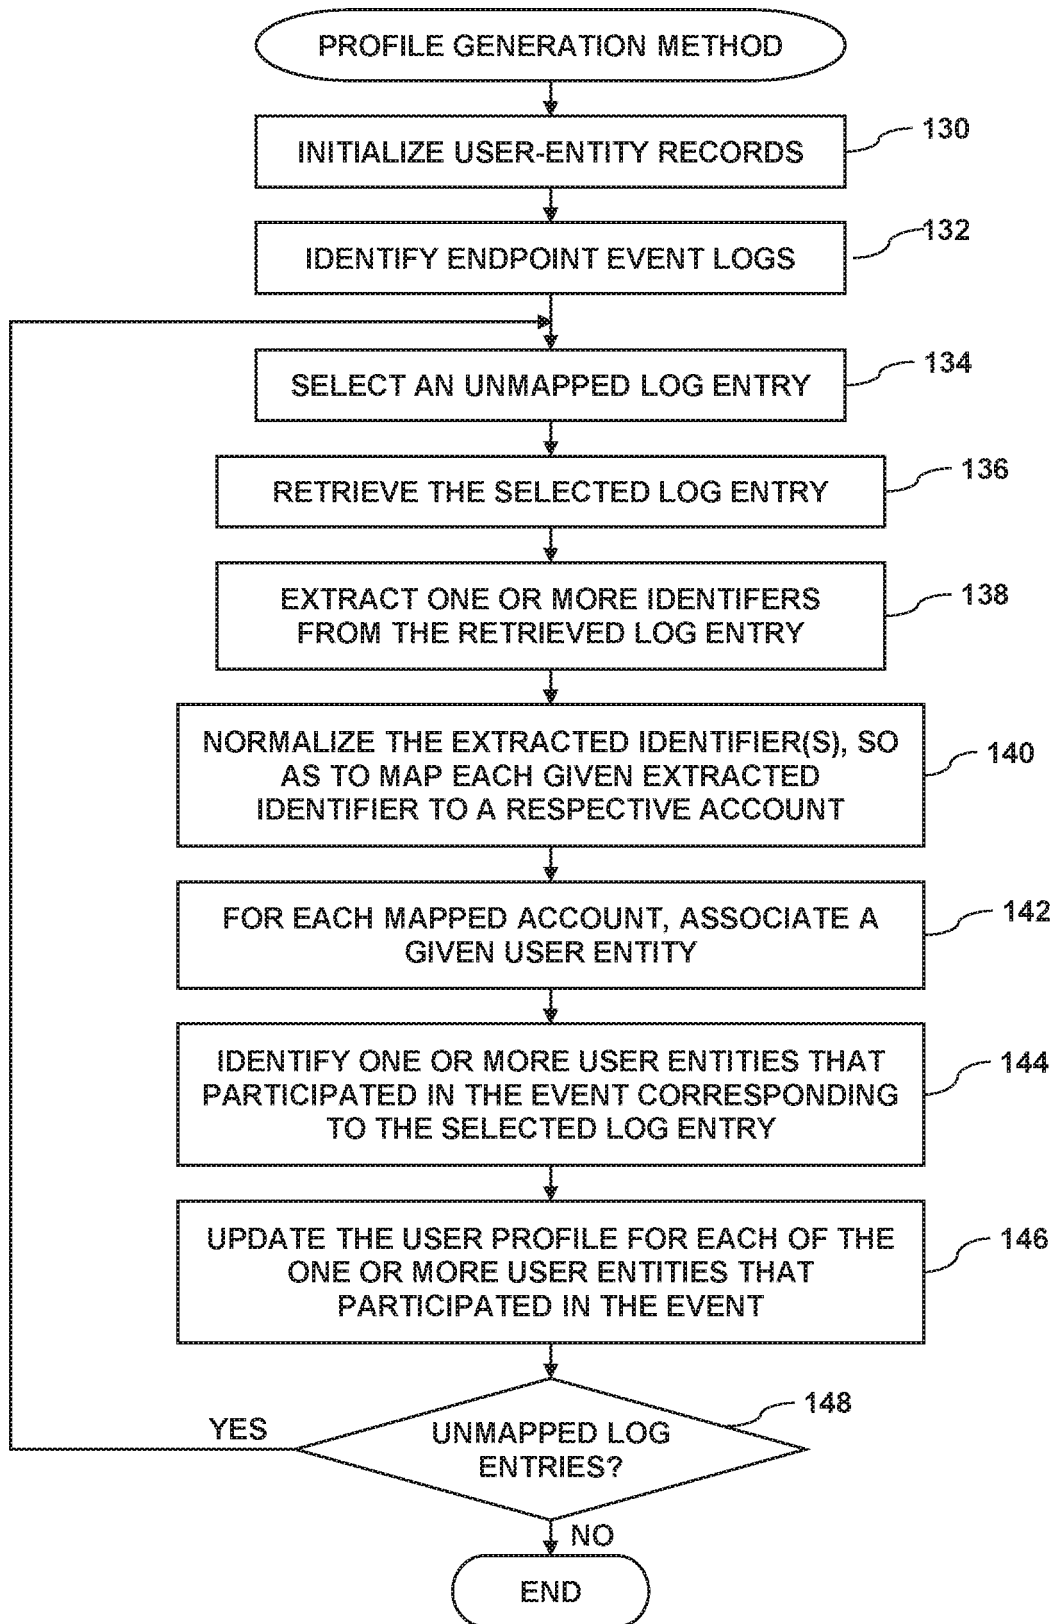 PROFILE GENERATION METHOD
INITIALIZE USER-ENTITY RECORDS
130
IDENTIFY ENDPOINT EVENT LOGS
132
SELECT AN UNMAPPED LOG ENTRY
134
RETRIEVE THE SELECTED LOG ENTRY
136
EXTRACT ONE OR MORE IDENTIFERS
FROM THE RETRIEVED LOG ENTRY
138
NORMALIZE THE EXTRACTED IDENTIFIER(S), SO
AS TO MAP EACH GIVEN EXTRACTED
IDENTIFIER TO A RESPECTIVE ACCOUNT
140
FOR EACH MAPPED ACCOUNT, ASSOCIATE A
GIVEN USER ENTITY
142
IDENTIFY ONE OR MORE USER ENTITIES THAT
PARTICIPATED IN THE EVENT CORRESPONDING
TO THE SELECTED LOG ENTRY
144
UPDATE THE USER PROFILE FOR EACH OF THE
ONE OR MORE USER ENTITIES THAT
PARTICIPATED IN THE EVENT
146
YES
UNMAPPED LOG
ENTRIES?
148
NO
END